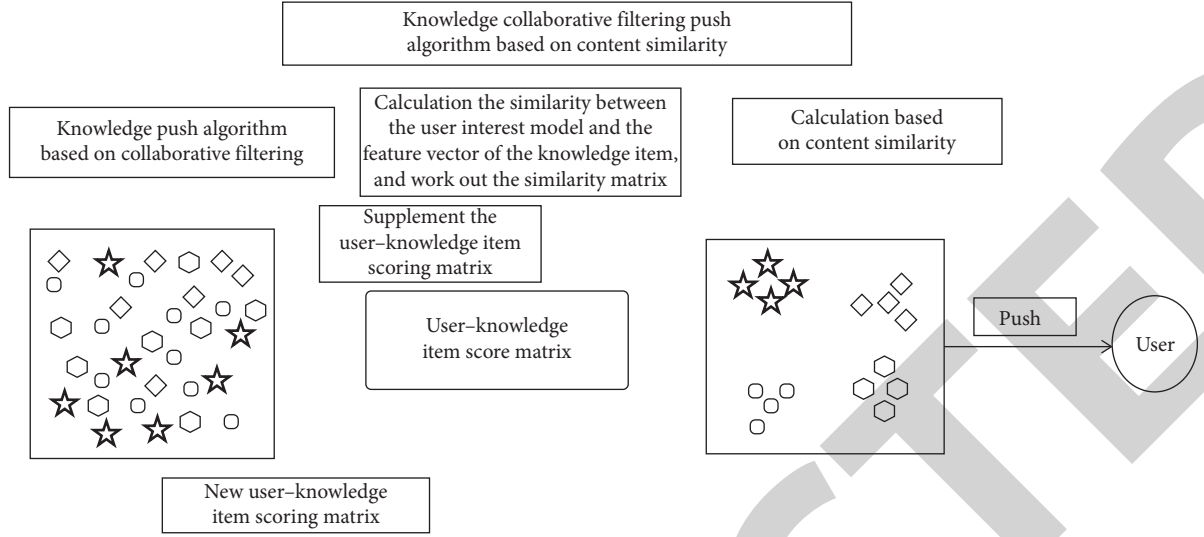 Knowledge collaborative filtering push
algorithm based on content similarity
Knowledge push algorithm
based on collaborative filtering
Calculation the similarity between
the user interest model and the
feature vector of the knowledge item,
and work out the similarity matrix
Calculation based
on content similarity
Supplement the
user–knowledge item
scoring matrix
User–knowledge
item score matrix
Push
User
New user–knowledge
item scoring matrix